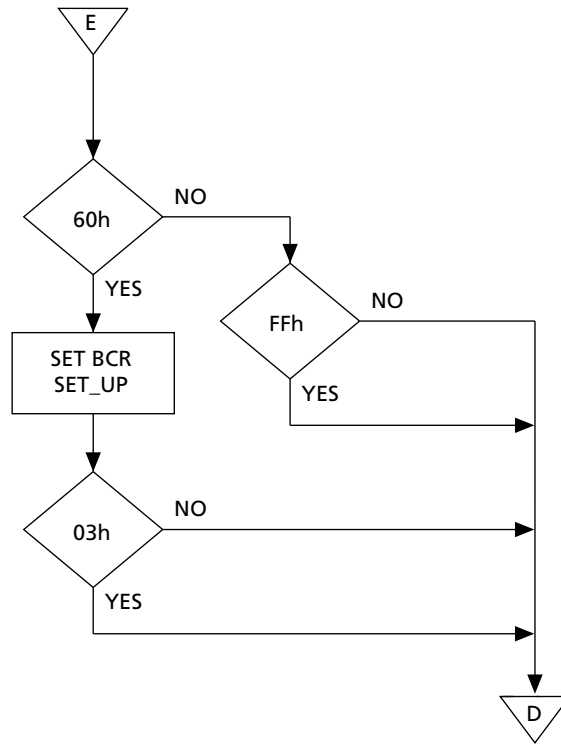 E
60h
NO
YES
FFh
NO
YES
SET BCR
SET_UP
03h
NO
YES
D